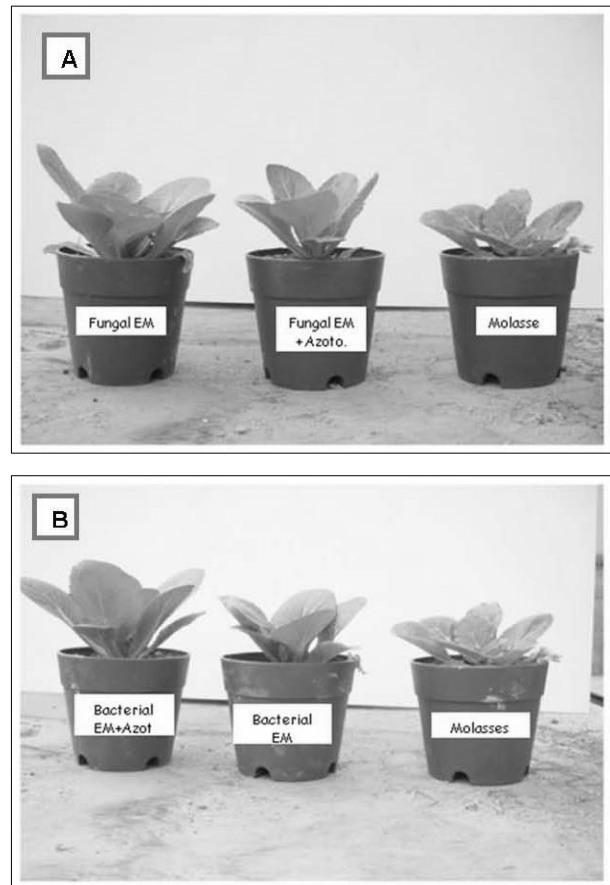 A
Fungal EM
Fungal EM
+Azoto.
Molasse
B
Bacterial
EM+Azot
Bacterial
EM
Molasses